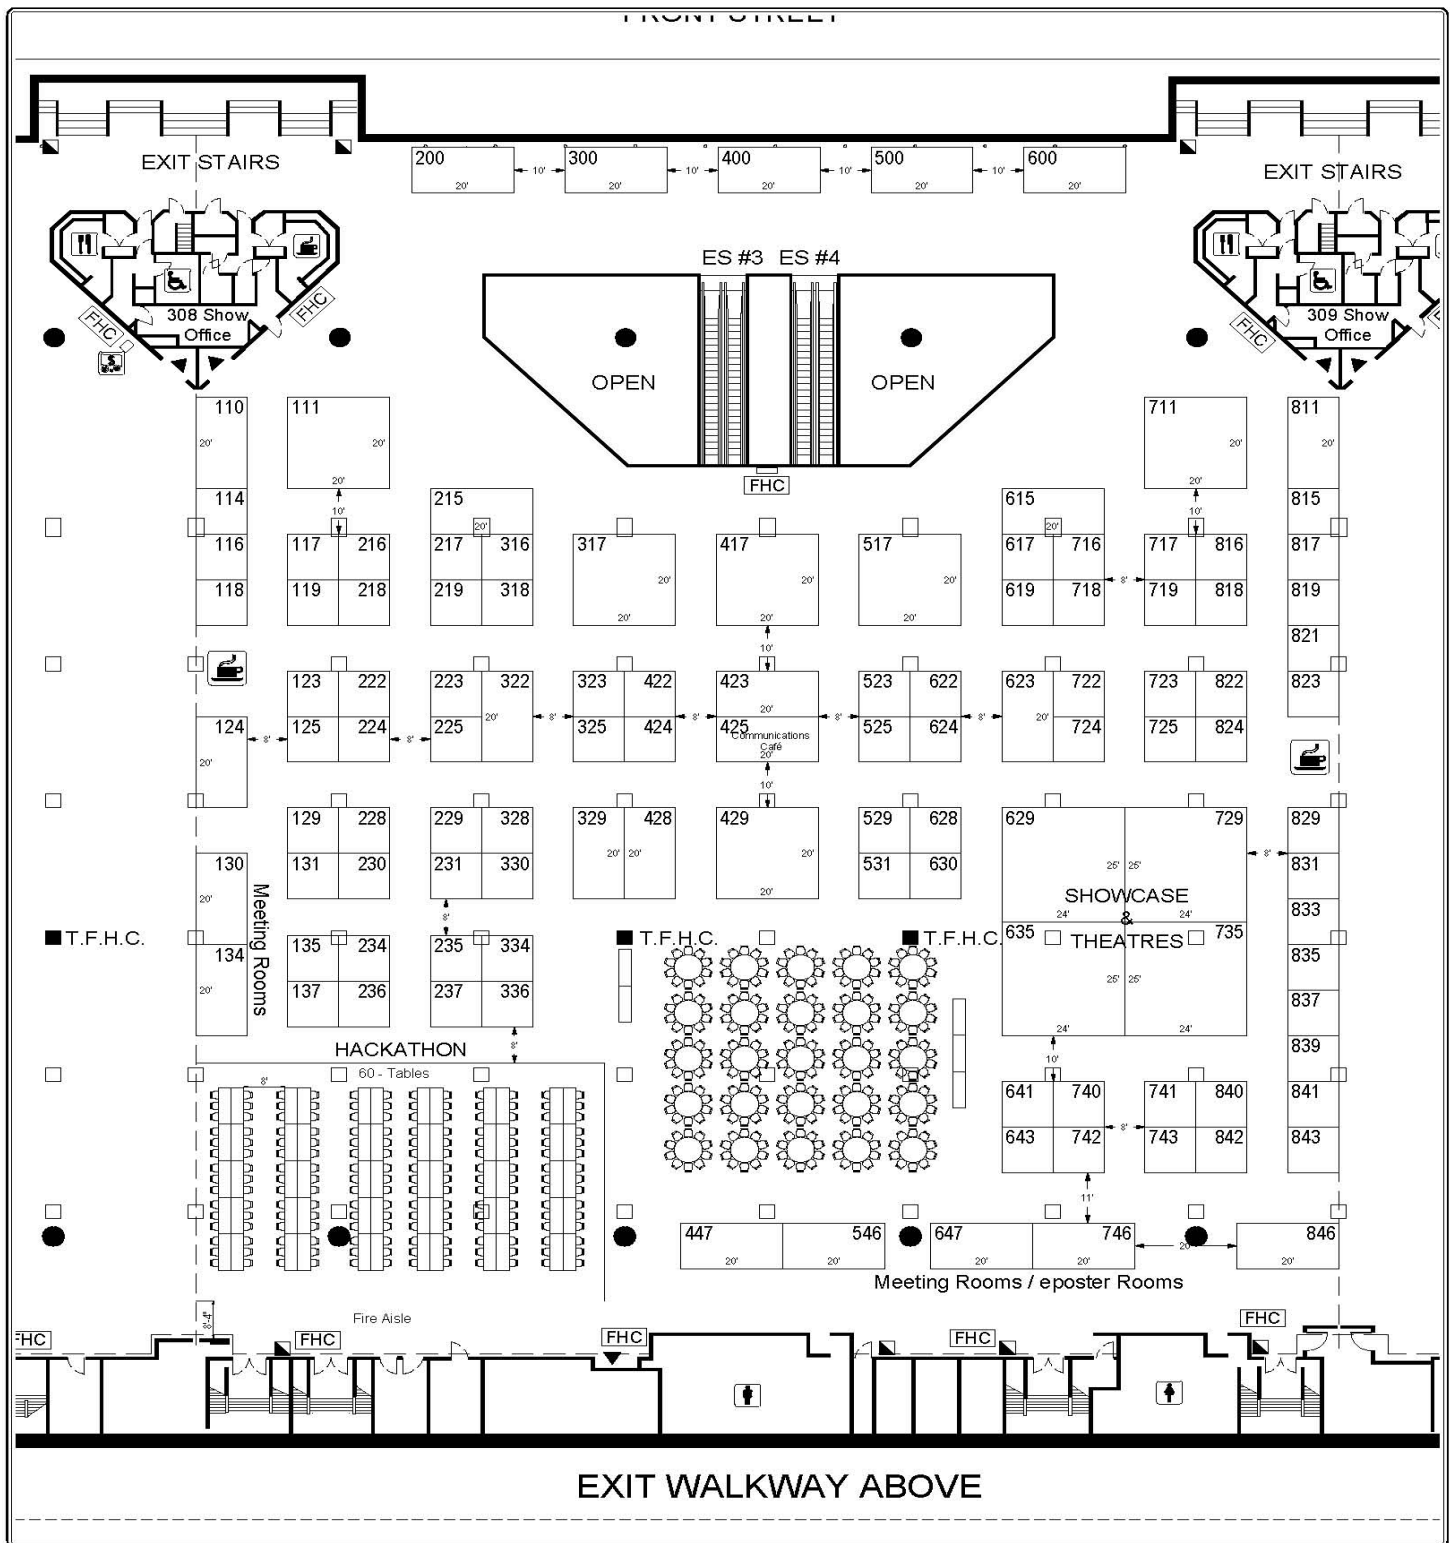 FRONT STREET
EXIT STAIRS
EXIT STAIRS
200 300 400 500 600
10' 10' 10' 10'
20' 20' 20' 20' 20'
ES #3 ES #4
308 Show
Office
FHC FHC
309 Show
Office
FHC
OPEN OPEN
FHC
110 111 711 811
20' 20' 20' 20'
20' 20'
114 215 615 815
10' 20' 20' 10'
116 117 216 217 316 317 417 517 617 716 717 816 817
20' 20' 20' 8'
118 119 218 219 318 619 718 719 818 819
20' 20' 20'
821
10'
123 222 223 322 323 422 423 523 622 623 722 723 822 823
20' 8' 8' 20' 8' 8' 20'
124 125 224 225 325 424 425 525 624 724 725 824
8' 8' Communications
Café
20' 20'
10'
129 228 229 328 329 428 429 529 628 629 729 829
20' 20' 20' 8'
130 131 230 231 330 531 630 25' 25' 831
20' 20'
Meeting Rooms
SHOWCASE
&
THEATRES
24' 24'
8' 833
T.F.H.C. T.F.H.C. T.F.H.C.
134 135 234 235 334 635 735 835
20' 25' 25'
137 236 237 336 837
24' 24'
8' 839
HACKATHON
60 - Tables
8' 10'
641 740 741 840 841
643 742 8' 743 842 843
11'
447 546 647 746 846
20' 20' 20' 20' 20' 20'
Meeting Rooms / eposter Rooms
8'-4"
Fire Aisle
FHC FHC FHC FHC FHC
EXIT WALKWAY ABOVE